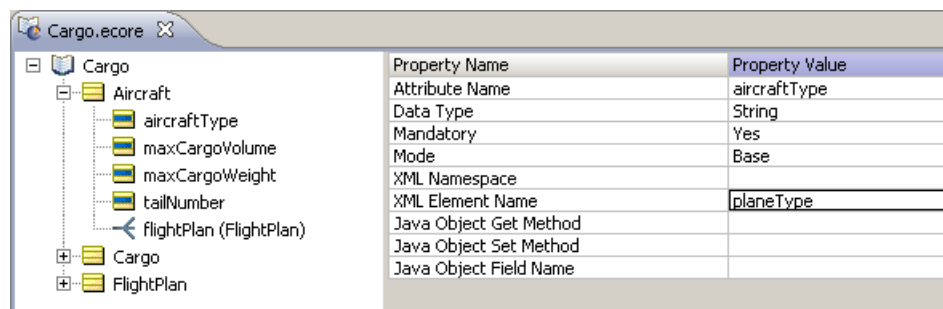 Cargo.ecore
Cargo
Aircraft
aircraftType
maxCargoVolume
maxCargoWeight
tailNumber
flightPlan (FlightPlan)
Cargo
FlightPlan
Property Name Property Value
Attribute Name aircraftType
Data Type String
Mandatory Yes
Mode Base
XML Namespace
XML Element Name planeType
Java Object Get Method
Java Object Set Method
Java Object Field Name